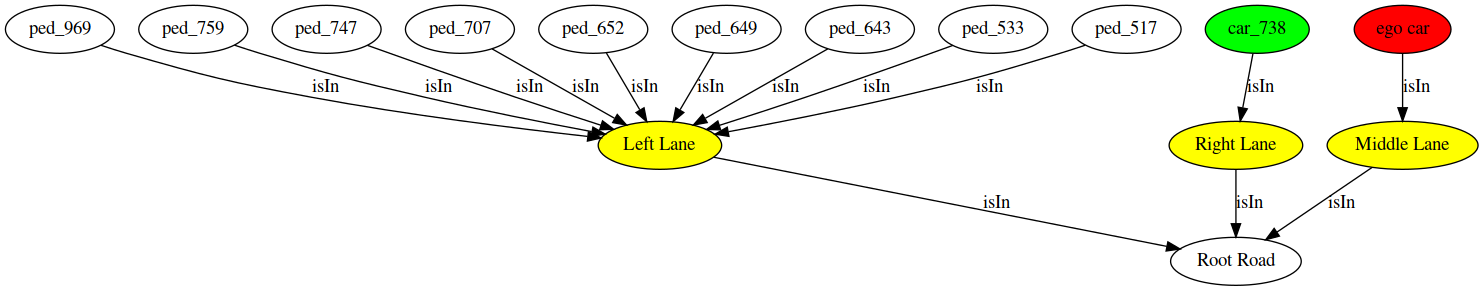 ped_969 ped_759 ped_747 ped_707 ped_652 ped_649 ped_643 ped_533 ped_517 car_738 ego car
isIn isIn isIn isIn isIn isIn isIn isIn isIn isIn isIn
Left Lane Right Lane Middle Lane
isIn isIn isIn
Root Road